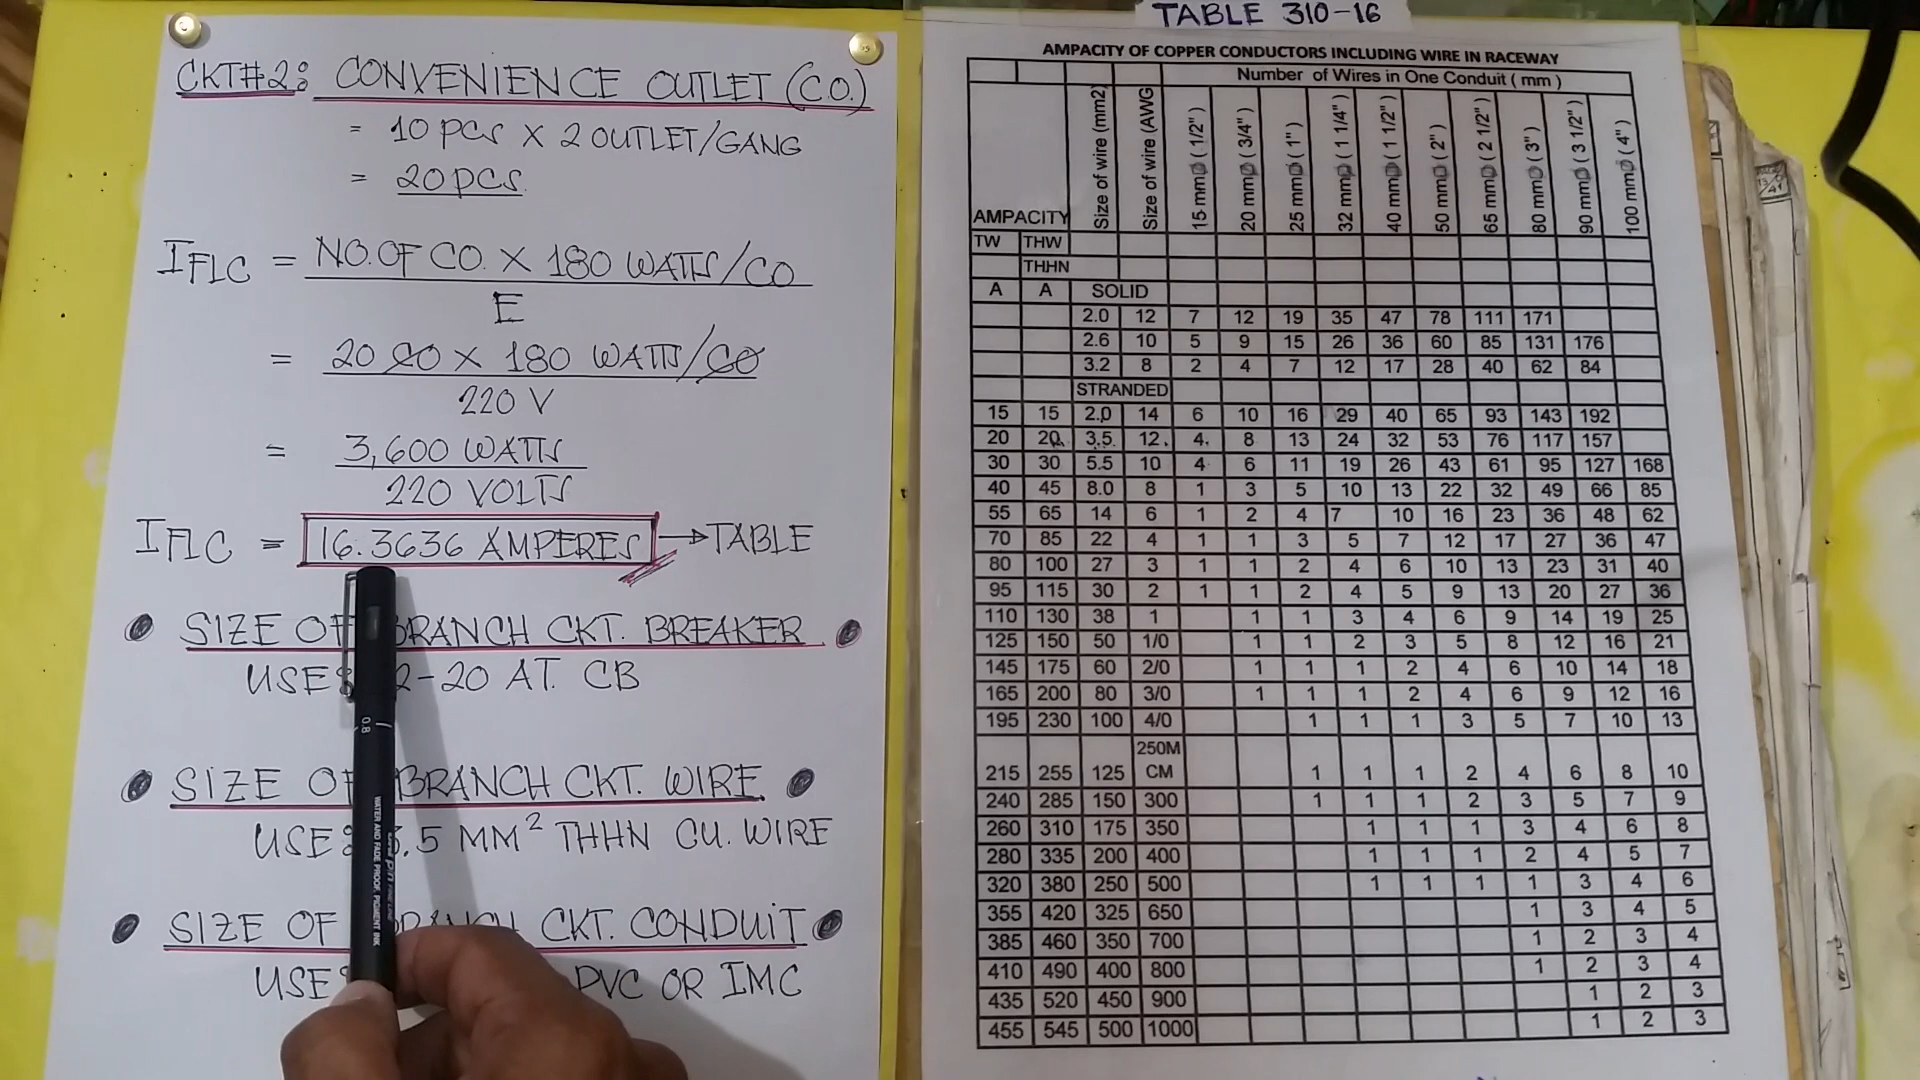 CKT#2: CONVENIENCE OUTLET (C.O.)
= 10 PCS X 2 OUTLET/GANG
= 20 PCS.
IFLC = NO. OF CO. X 180 WATTS/CO
E
= 20 CO X 180 WATTS/CO
220 V
= 3,600 WATTS
220 VOLTS
IFLC = 16.3636 AMPERES → TABLE
SIZE OF BRANCH CKT. BREAKER
USE: 2-20 AT. CB
SIZE OF BRANCH CKT. WIRE
USE: 3.5 MM² THHN CU. WIRE
SIZE OF BRANCH CKT. CONDUIT
USE: PVC OR IMC
TABLE 310-16
AMPACITY OF COPPER CONDUCTORS INCLUDING WIRE IN RACEWAY
Number of Wires in One Conduit ( mm )
AMPACITY Size of wire (mm2) Size of wire (AWG 15 mmØ ( 1/2" ) 20 mmØ ( 3/4" ) 25 mmØ ( 1" ) 32 mmØ ( 1 1/4" ) 40 mmØ ( 1 1/2" ) 50 mmØ ( 2" ) 65 mmØ ( 2 1/2" ) 80 mmØ ( 3" ) 90 mmØ ( 3 1/2" ) 100 mmØ ( 4" )
TW THW
THHN
A A SOLID
2.0 12 7 12 19 35 47 78 111 171
2.6 10 5 9 15 26 36 60 85 131 176
3.2 8 2 4 7 12 17 28 40 62 84
STRANDED
15 15 2.0 14 6 10 16 29 40 65 93 143 192
20 20 3.5 12 4 8 13 24 32 53 76 117 157
30 30 5.5 10 4 6 11 19 26 43 61 95 127 168
40 45 8.0 8 1 3 5 10 13 22 32 49 66 85
55 65 14 6 1 2 4 7 10 16 23 36 48 62
70 85 22 4 1 1 3 5 7 12 17 27 36 47
80 100 27 3 1 1 2 4 6 10 13 23 31 40
95 115 30 2 1 1 2 4 5 9 13 20 27 36
110 130 38 1 1 1 3 4 6 9 14 19 25
125 150 50 1/0 1 1 2 3 5 8 12 16 21
145 175 60 2/0 1 1 1 2 4 6 10 14 18
165 200 80 3/0 1 1 1 2 4 6 9 12 16
195 230 100 4/0 1 1 1 3 5 7 10 13
215 255 125 250M CM 1 1 1 2 4 6 8 10
240 285 150 300 1 1 1 2 3 5 7 9
260 310 175 350 1 1 1 3 4 6 8
280 335 200 400 1 1 1 2 4 5 7
320 380 250 500 1 1 1 1 3 4 6
355 420 325 650 1 3 4 5
385 460 350 700 1 2 3 4
410 490 400 800 1 2 3 4
435 520 450 900 1 2 3
455 545 500 1000 1 2 3
0.8
WATER AND FADE PROOF, PIGMENT INK